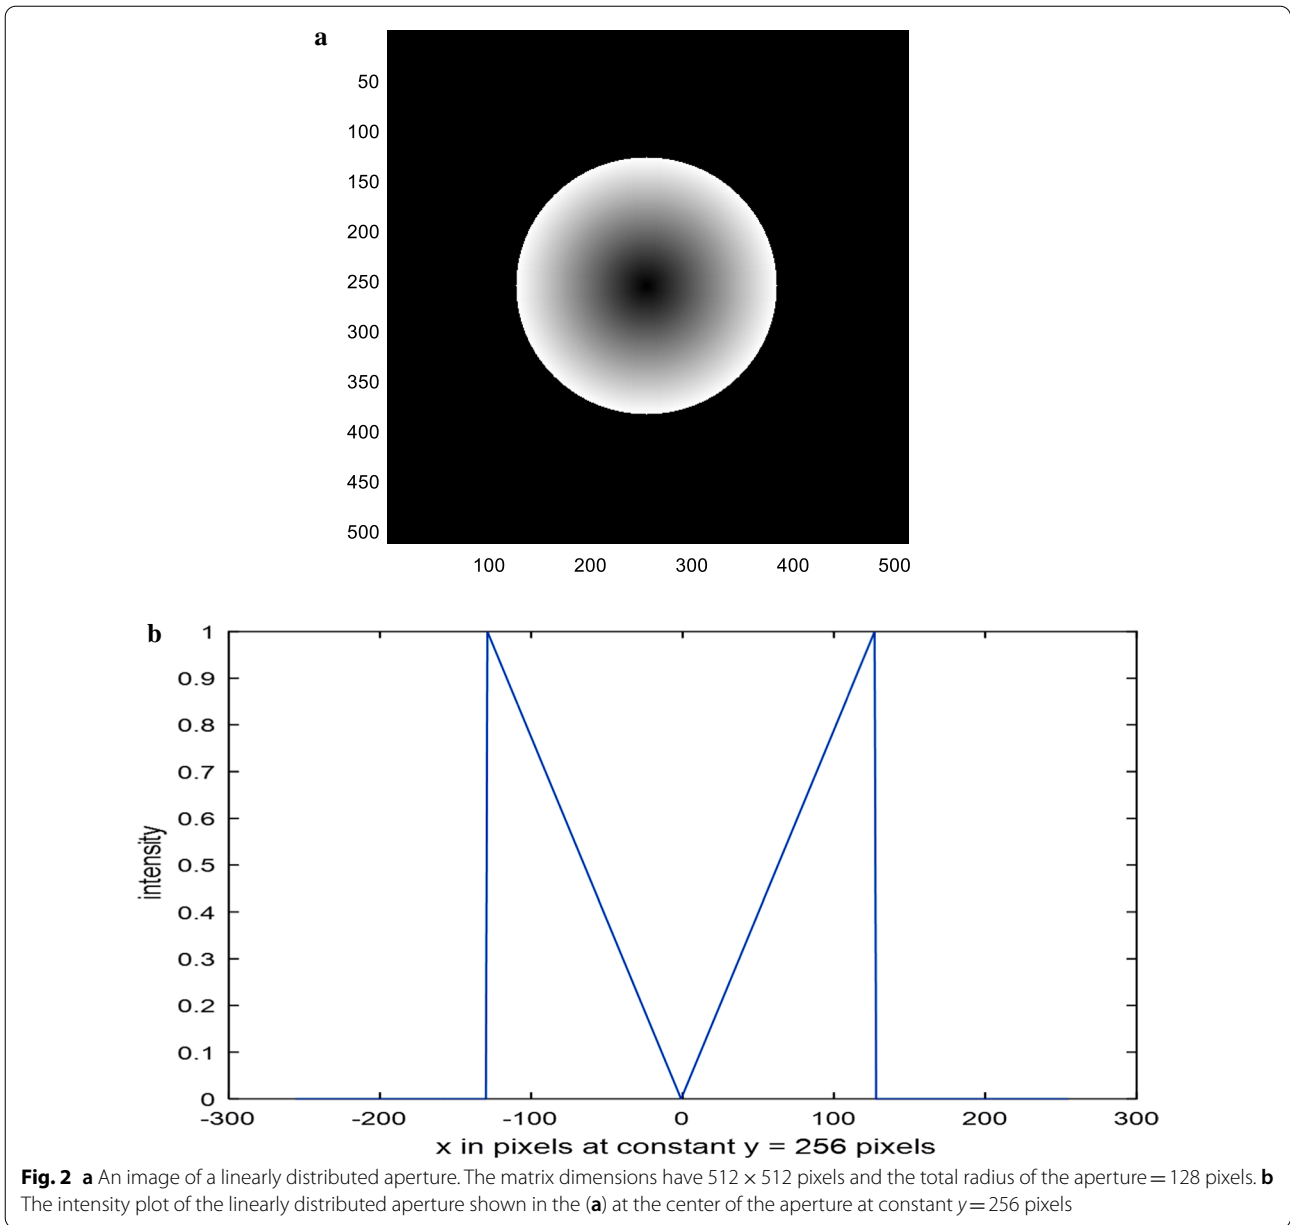 a
50
100
150
200
250
300
350
400
450
500
100 200 300 400 500
b
1
0.9
0.8
0.7
0.6
0.5
0.4
0.3
0.2
0.1
0
intensity
-300 -200 -100 0 100 200 300
x in pixels at constant y = 256 pixels
Fig. 2 a An image of a linearly distributed aperture. The matrix dimensions have 512 × 512 pixels and the total radius of the aperture = 128 pixels. b
The intensity plot of the linearly distributed aperture shown in the (a) at the center of the aperture at constant y = 256 pixels